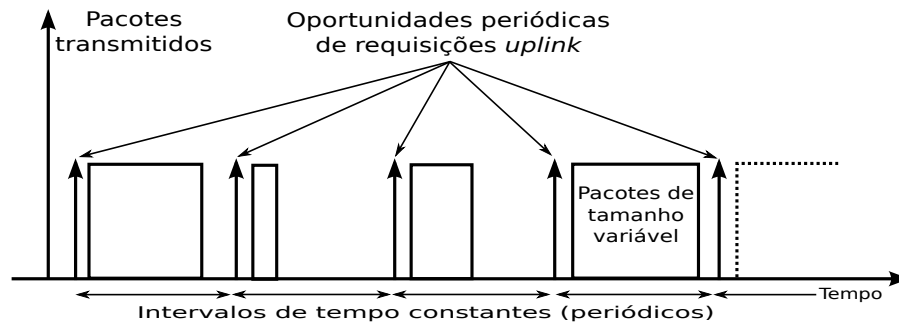 Pacotes
transmitidos
Oportunidades periódicas
de requisições uplink
Pacotes de
tamanho
variável
Tempo
Intervalos de tempo constantes (periódicos)